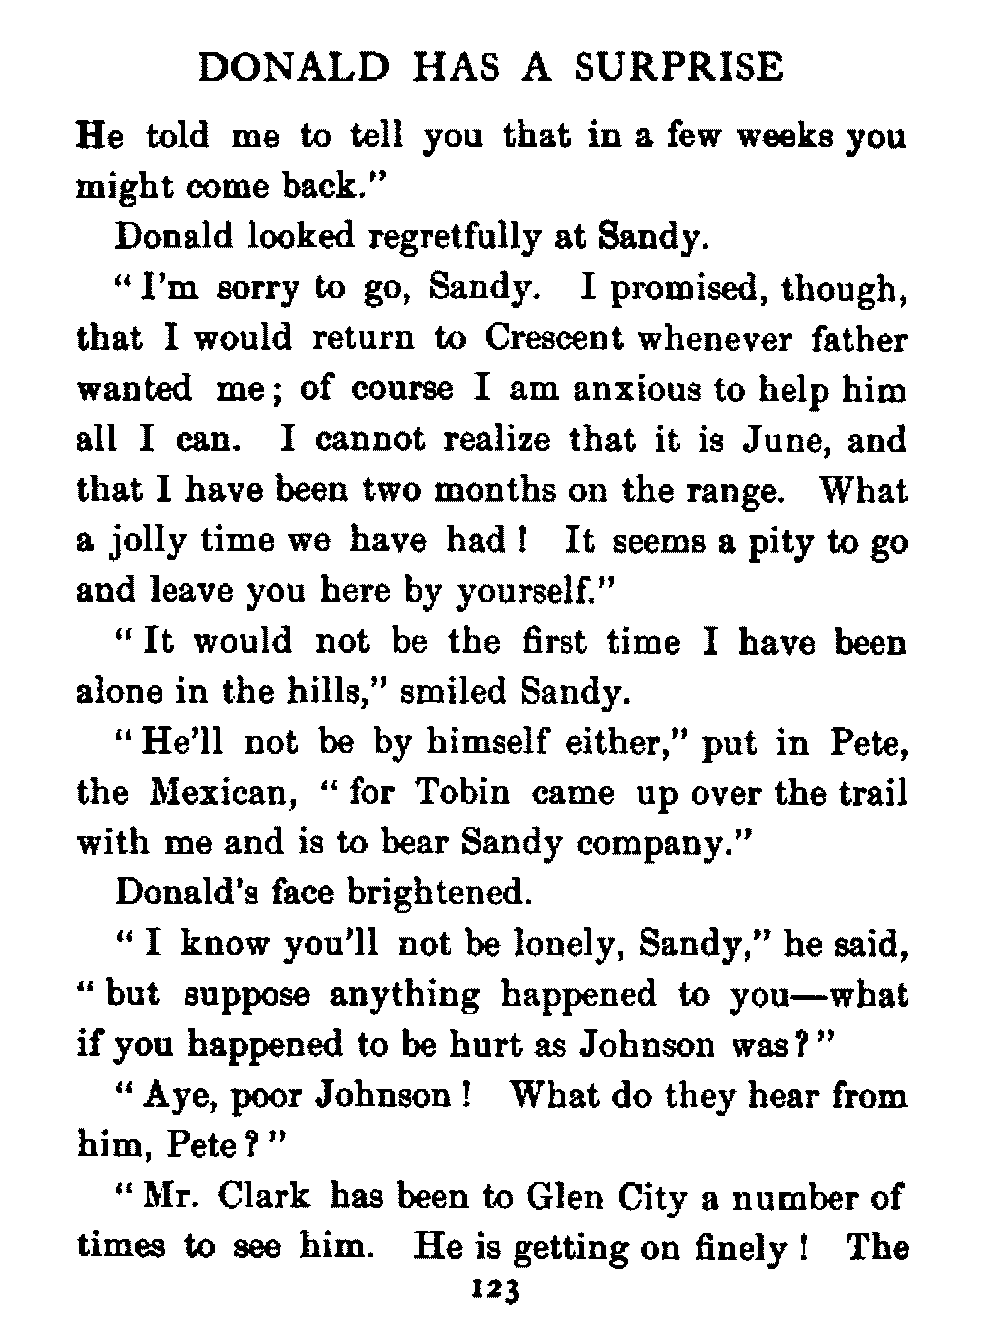 DONALD HAS A SURPRISE
He told me to tell you that in a few weeks you
might come back."
Donald looked regretfully at Sandy.
" I'm sorry to go, Sandy. I promised, though,
that I would return to Crescent whenever father
wanted me; of course I am anxious to help him
all I can. I cannot realize that it is June, and
that I have been two months on the range. What
a jolly time we have had ! It seems a pity to go
and leave you here by yourself."
" It would not be the first time I have been
alone in the hills," smiled Sandy.
" He'll not be by himself either," put in Pete,
the Mexican, " for Tobin came up over the trail
with me and is to bear Sandy company."
Donald's face brightened.
" I know you'll not be lonely, Sandy," he said,
" but suppose anything happened to you—what
if you happened to be hurt as Johnson was ? "
" Aye, poor Johnson ! What do they hear from
him, Pete ? "
" Mr. Clark has been to Glen City a number of
times to see him. He is getting on finely ! The
123